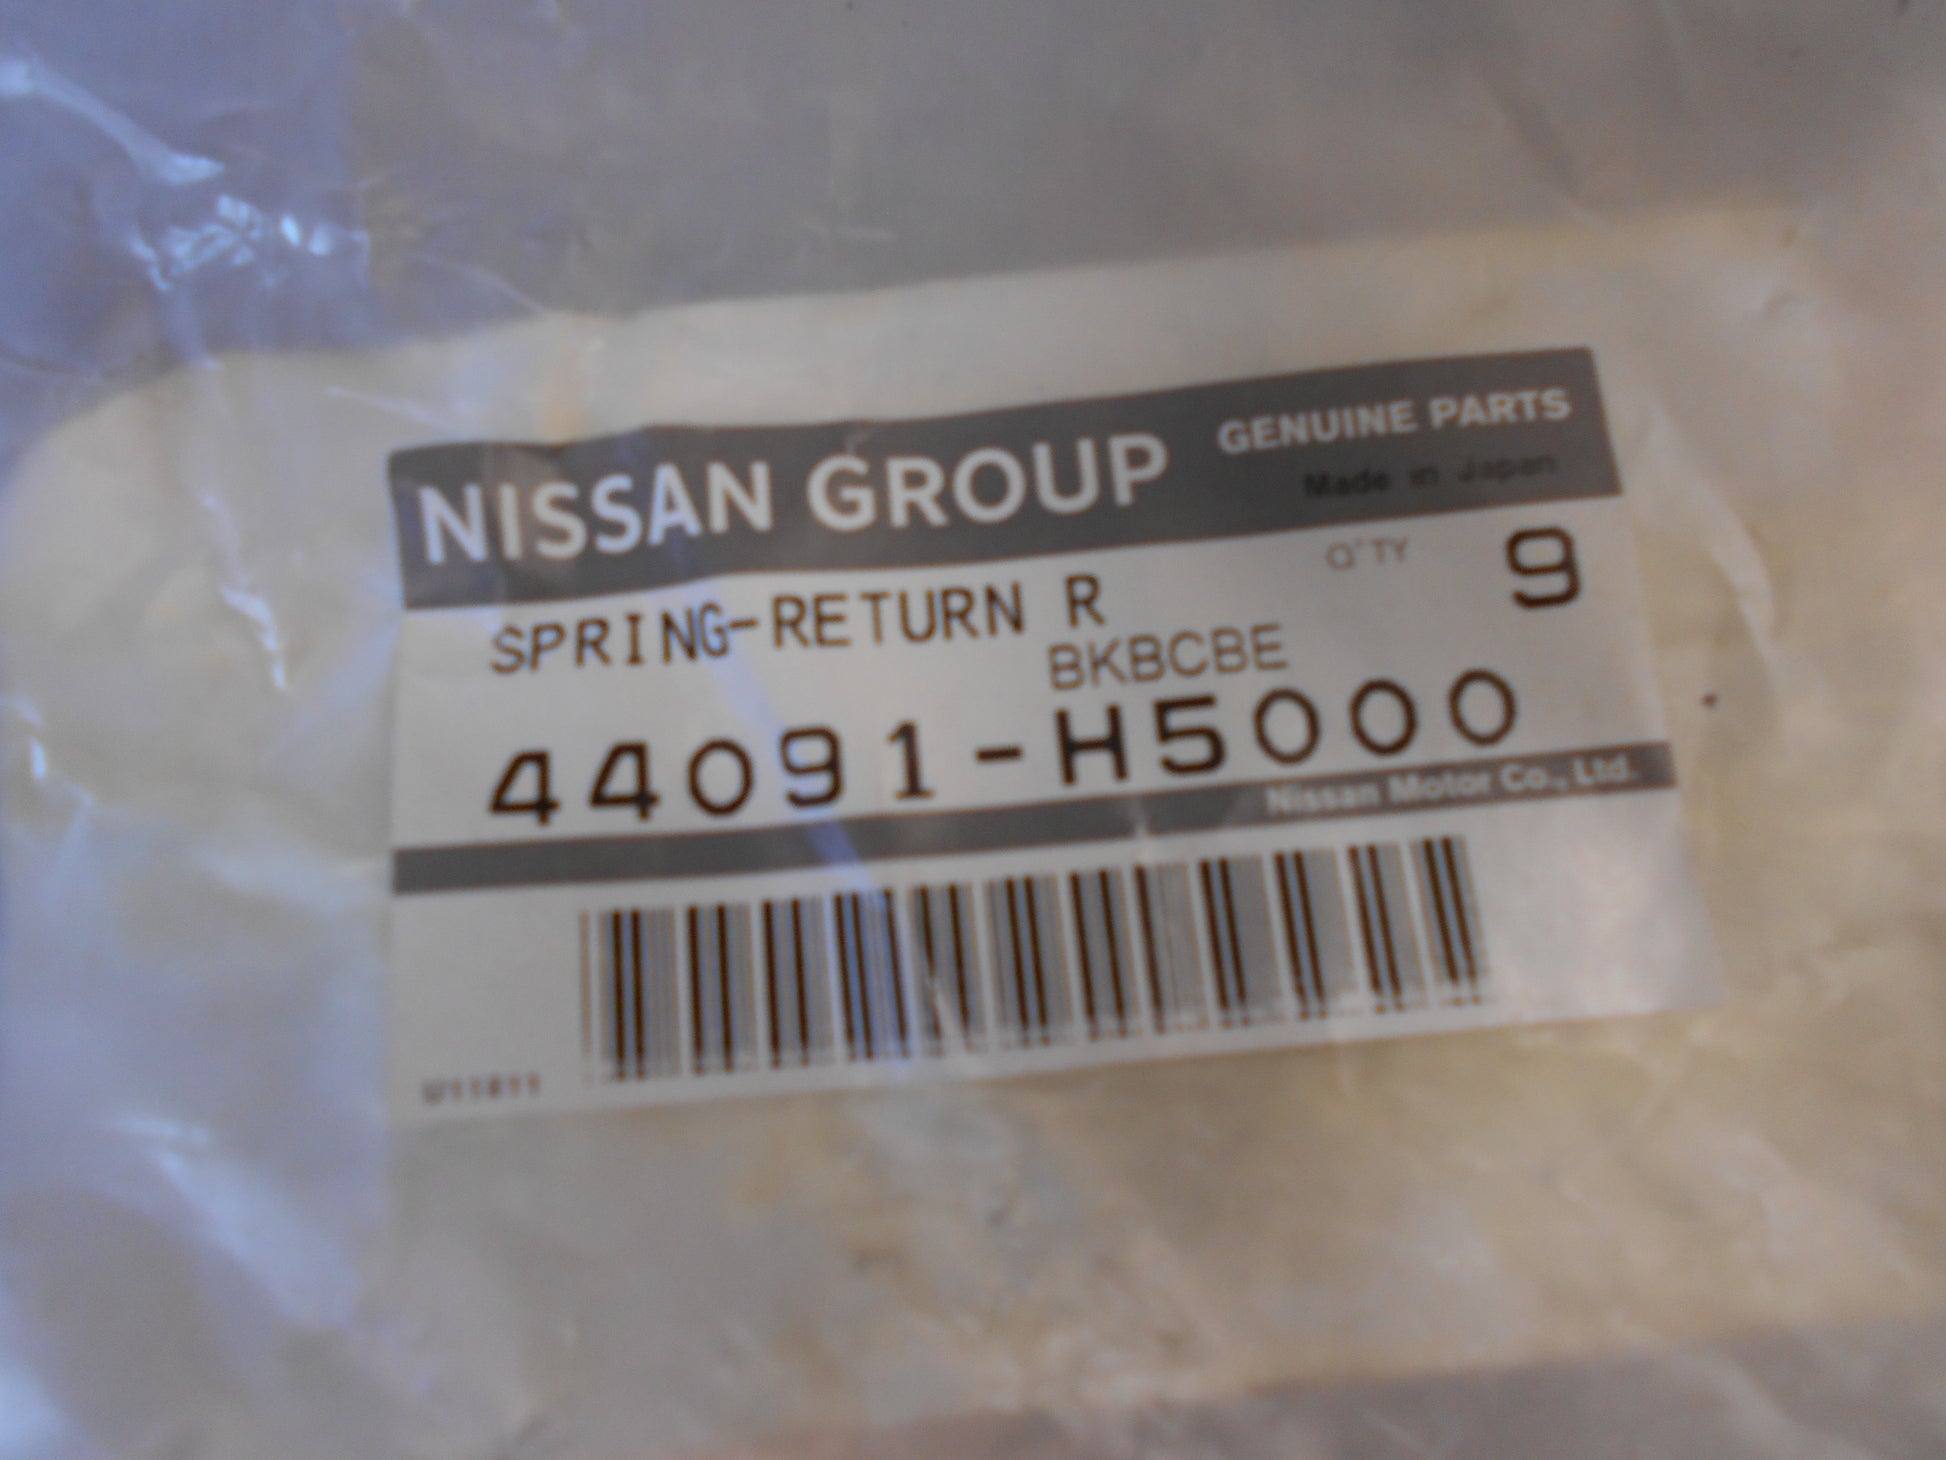 NISSAN GROUP GENUINE PARTS
Made in Japan
Q'TY 9
SPRING-RETURN R
BKBCBE
44091-H5000
Nissan Motor Co., Ltd.